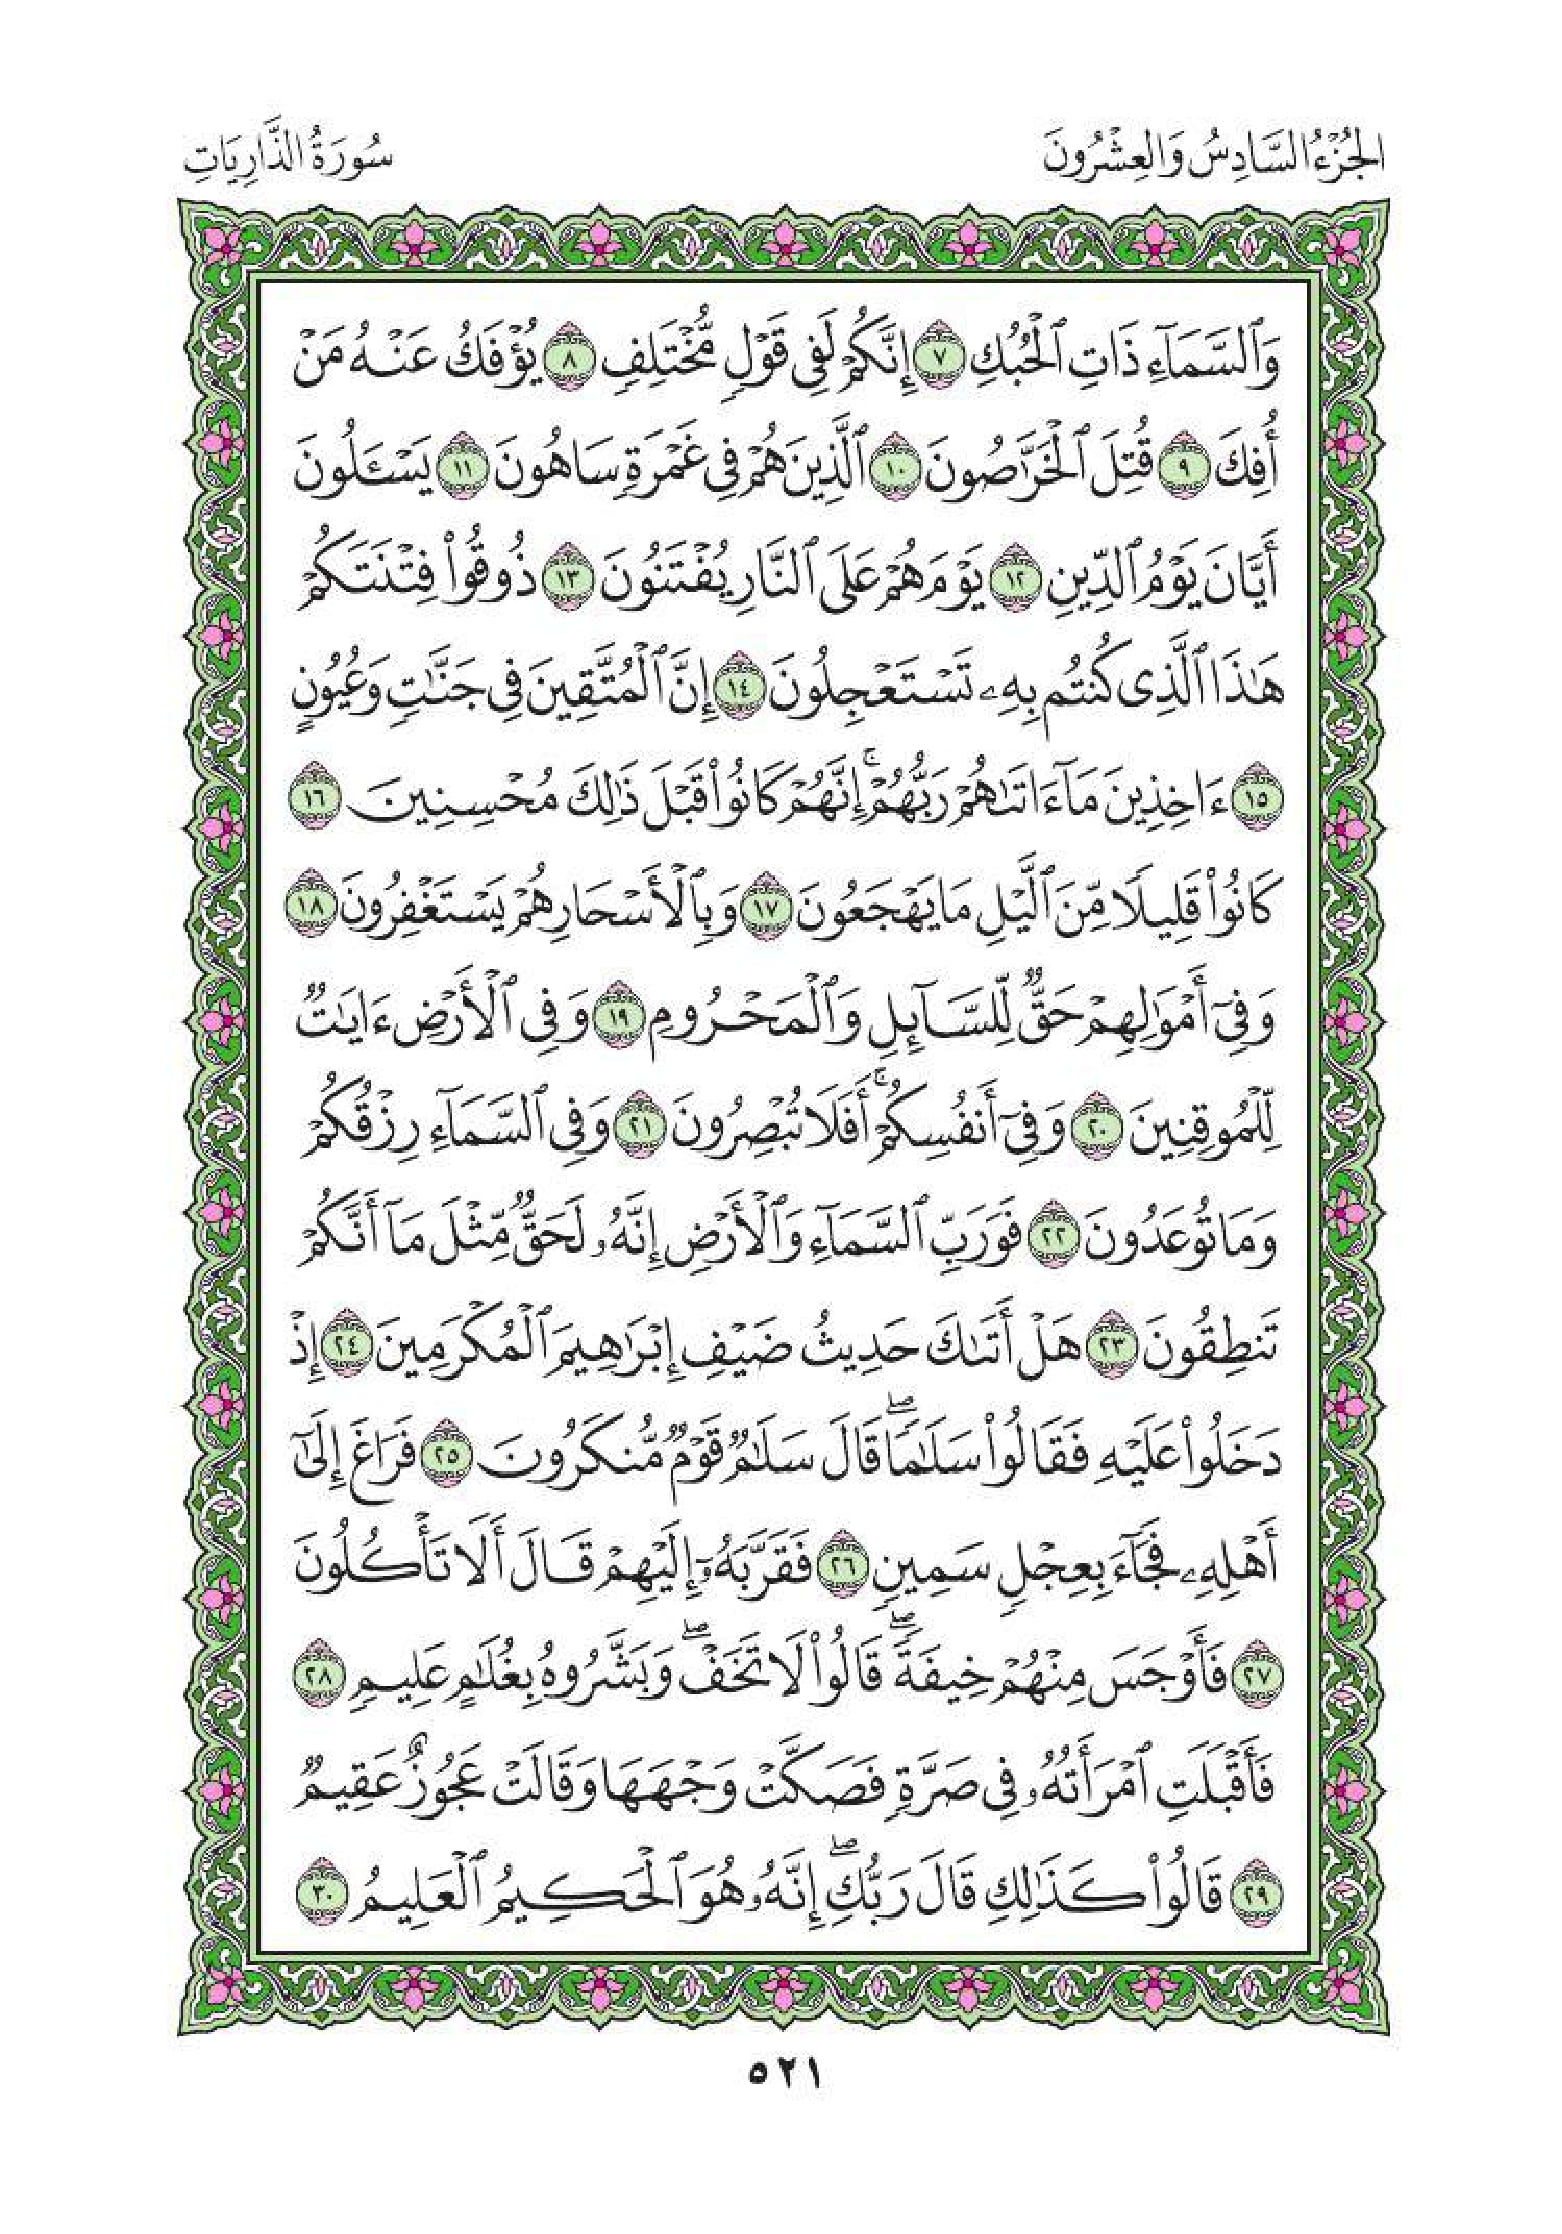 الجُزْءُ السَّادِسُ وَالعِشْرُونَ
سُورَةُ الذَّارِيَاتِ
وَٱلسَّمَآءِ ذَاتِ ٱلْحُبُكِ ٧ إِنَّكُمْ لَفِى قَوْلٍ مُّخْتَلِفٍ ٨ يُؤْفَكُ عَنْهُ مَنْ
أُفِكَ ٩ قُتِلَ ٱلْخَرَّٰصُونَ ١٠ ٱلَّذِينَ هُمْ فِى غَمْرَةٍ سَاهُونَ ١١ يَسْـَٔلُونَ
أَيَّانَ يَوْمُ ٱلدِّينِ ١٢ يَوْمَ هُمْ عَلَى ٱلنَّارِ يُفْتَنُونَ ١٣ ذُوقُوا۟ فِتْنَتَكُمْ
هَٰذَا ٱلَّذِى كُنتُم بِهِۦ تَسْتَعْجِلُونَ ١٤ إِنَّ ٱلْمُتَّقِينَ فِى جَنَّٰتٍ وَعُيُونٍ
١٥ ءَاخِذِينَ مَآ ءَاتَىٰهُمْ رَبُّهُمْ ۚ إِنَّهُمْ كَانُوا۟ قَبْلَ ذَٰلِكَ مُحْسِنِينَ ١٦
كَانُوا۟ قَلِيلًا مِّنَ ٱلَّيْلِ مَا يَهْجَعُونَ ١٧ وَبِٱلْأَسْحَارِ هُمْ يَسْتَغْفِرُونَ ١٨
وَفِىٓ أَمْوَٰلِهِمْ حَقٌّ لِّلسَّآئِلِ وَٱلْمَحْرُومِ ١٩ وَفِى ٱلْأَرْضِ ءَايَٰتٌ
لِّلْمُوقِنِينَ ٢٠ وَفِىٓ أَنفُسِكُمْ ۚ أَفَلَا تُبْصِرُونَ ٢١ وَفِى ٱلسَّمَآءِ رِزْقُكُمْ
وَمَا تُوعَدُونَ ٢٢ فَوَرَبِّ ٱلسَّمَآءِ وَٱلْأَرْضِ إِنَّهُۥ لَحَقٌّ مِّثْلَ مَآ أَنَّكُمْ
تَنطِقُونَ ٢٣ هَلْ أَتَىٰكَ حَدِيثُ ضَيْفِ إِبْرَٰهِيمَ ٱلْمُكْرَمِينَ ٢٤ إِذْ
دَخَلُوا۟ عَلَيْهِ فَقَالُوا۟ سَلَٰمًا ۖ قَالَ سَلَٰمٌ قَوْمٌ مُّنكَرُونَ ٢٥ فَرَاغَ إِلَىٰٓ
أَهْلِهِۦ فَجَآءَ بِعِجْلٍ سَمِينٍ ٢٦ فَقَرَّبَهُۥٓ إِلَيْهِمْ قَالَ أَلَا تَأْكُلُونَ
٢٧ فَأَوْجَسَ مِنْهُمْ خِيفَةً ۖ قَالُوا۟ لَا تَخَفْ ۖ وَبَشَّرُوهُ بِغُلَٰمٍ عَلِيمٍ ٢٨
فَأَقْبَلَتِ ٱمْرَأَتُهُۥ فِى صَرَّةٍ فَصَكَّتْ وَجْهَهَا وَقَالَتْ عَجُوزٌ عَقِيمٌ
٢٩ قَالُوا۟ كَذَٰلِكِ قَالَ رَبُّكِ ۖ إِنَّهُۥ هُوَ ٱلْحَكِيمُ ٱلْعَلِيمُ ٣٠
٥٢١